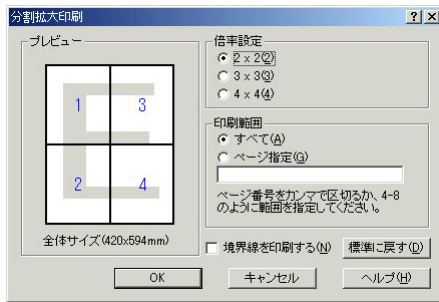 分割拡大印刷
プレビュー
1 3
2 4
全体サイズ(420x594mm)
倍率設定
2 x 2(2)
3 x 3(3)
4 x 4(4)
印刷範囲
すべて(A)
ページ指定(G)
ページ番号をカンマで区切るか、4-8
のように範囲を指定してください。
境界線を印刷する(N)
標準に戻す(D)
OK
キャンセル
ヘルプ(H)